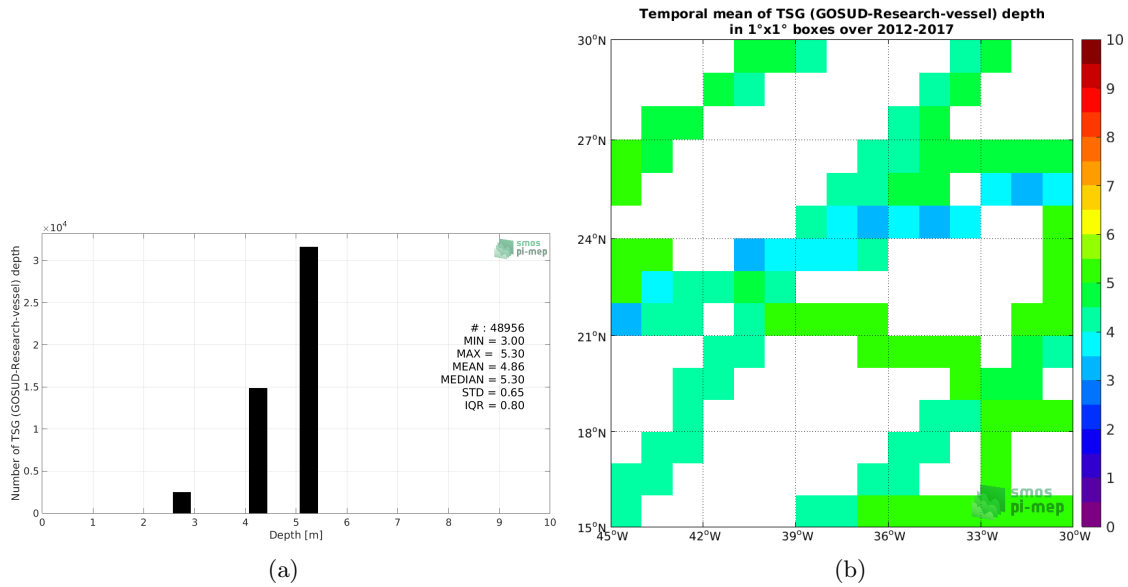 ×10⁴
3
2.5
2
1.5
1
0.5
0
Number of TSG (GOSUD-Research-vessel) depth
smos
pi-mep
# : 48956
MIN = 3.00
MAX = 5.30
MEAN = 4.86
MEDIAN = 5.30
STD = 0.65
IQR = 0.80
0 1 2 3 4 5 6 7 8 9 10
Depth [m]
(a)
Temporal mean of TSG (GOSUD-Research-vessel) depth
in 1°x1° boxes over 2012-2017
30°N
27°N
24°N
21°N
18°N
15°N
45°W 42°W 39°W 36°W 33°W 30°W
smos
pi-mep
10
9
8
7
6
5
4
3
2
1
0
(b)